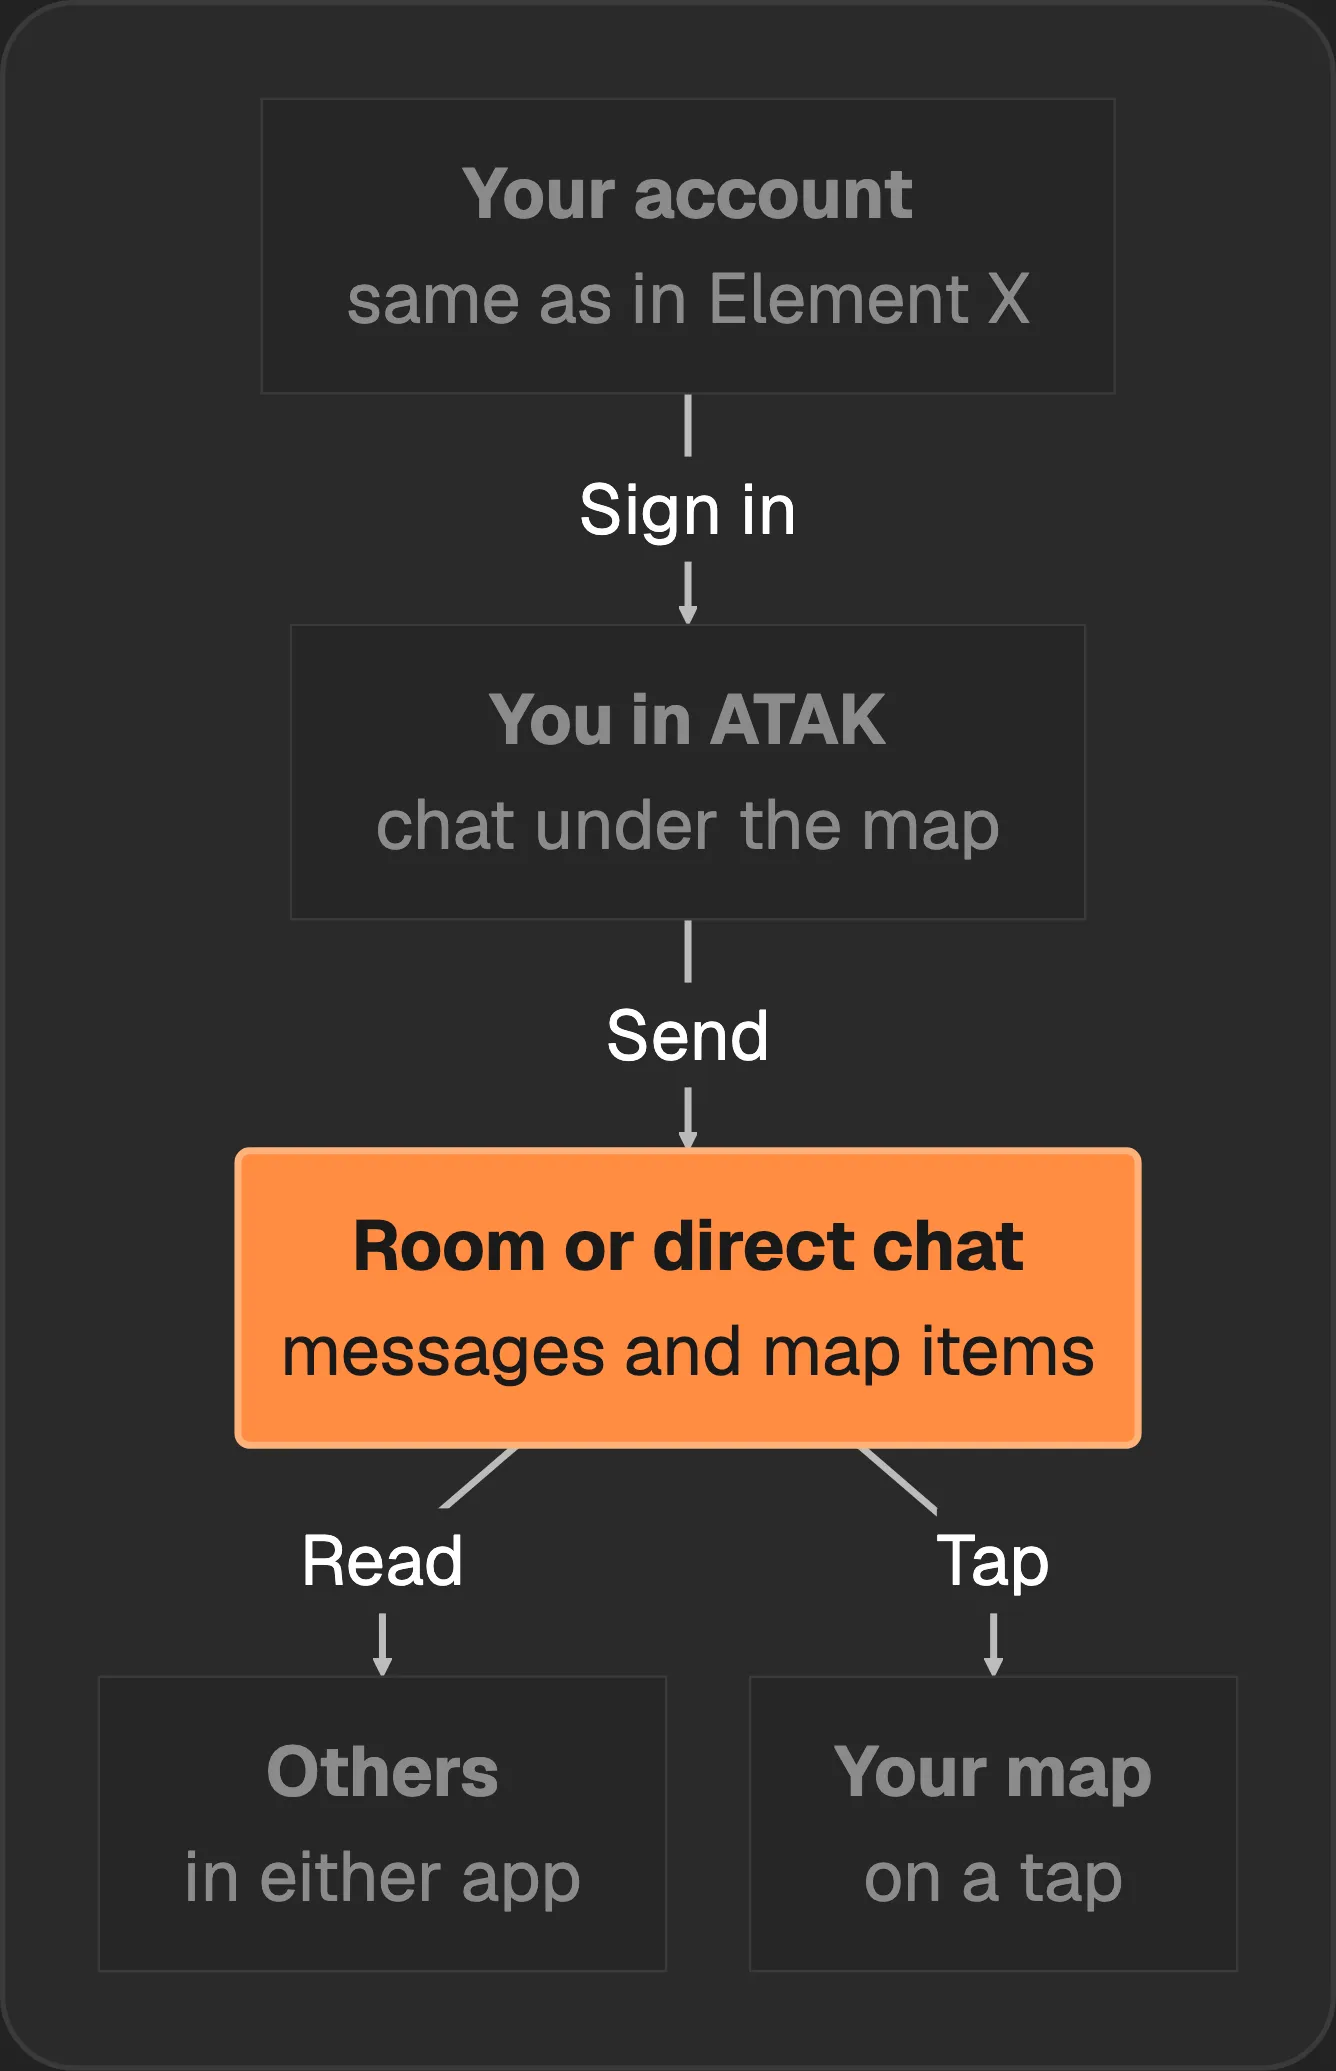 Your account
same as in Element X
Sign in
You in ATAK
chat under the map
Send
Room or direct chat
messages and map items
Read
Tap
Others
in either app
Your map
on a tap